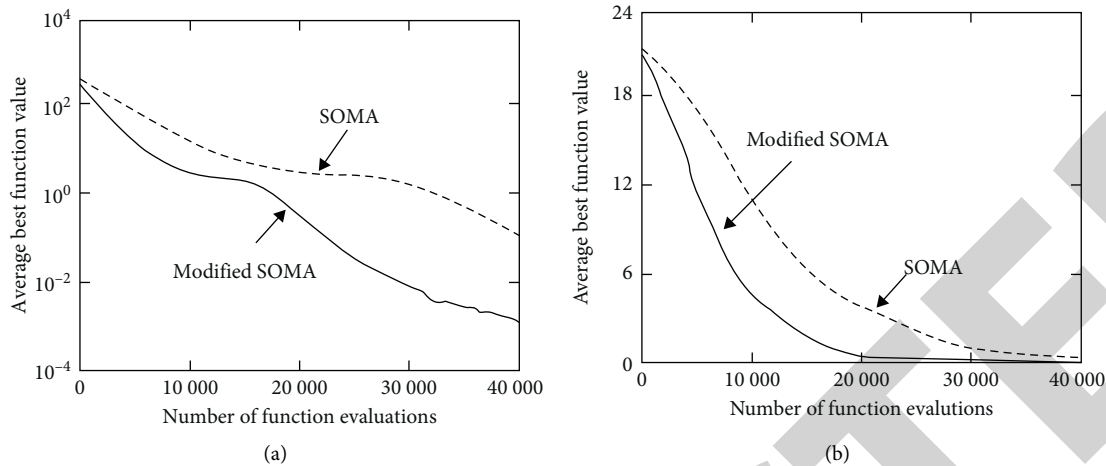 10^4
10^2
10^0
10^-2
10^-4
Average best function value
SOMA
Modified SOMA
0
10 000
20 000
30 000
40 000
Number of function evaluations
(a)
24
18
12
6
0
Average best function value
Modified SOMA
SOMA
0
10 000
20 000
30 000
40 000
Number of function evalutions
(b)